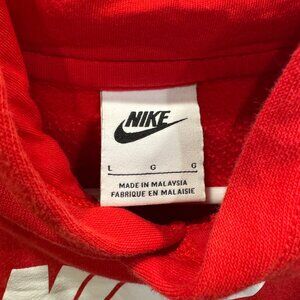 NIKE
L G G
MADE IN MALAYSIA
FABRIQUE EN MALAISIE